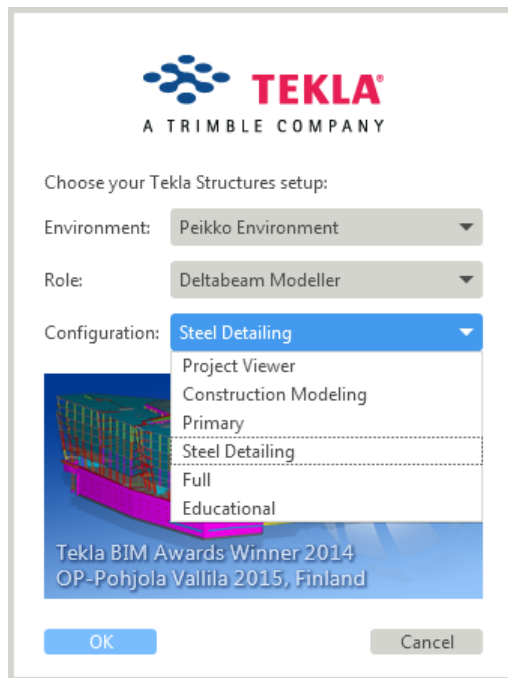 TEKLA®
A TRIMBLE COMPANY
Choose your Tekla Structures setup:
Environment: Peikko Environment
Role: Deltabeam Modeller
Configuration: Steel Detailing
Project Viewer
Construction Modeling
Primary
Steel Detailing
Full
Educational
Tekla BIM Awards Winner 2014
OP-Pohjola Vallila 2015, Finland
OK Cancel